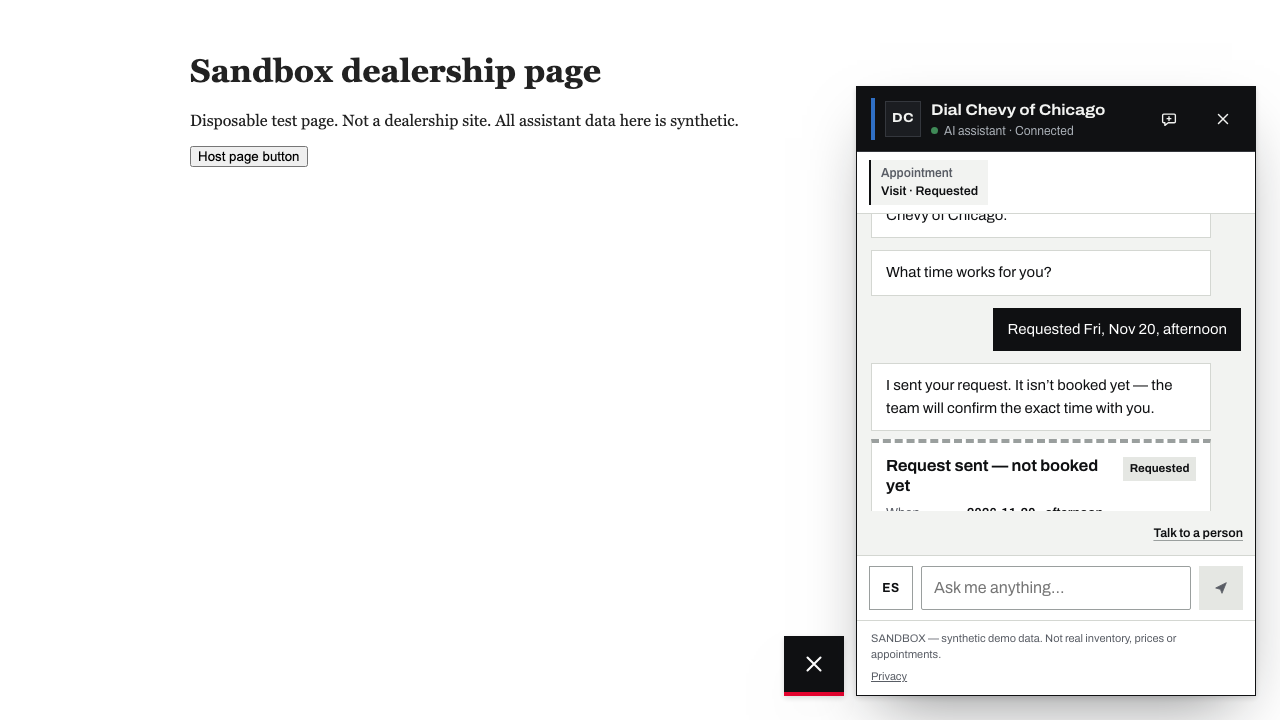 Sandbox dealership page
Disposable test page. Not a dealership site. All assistant data here is synthetic.
Host page button
DC
Dial Chevy of Chicago
AI assistant · Connected
Appointment
Visit · Requested
Chevy of Chicago.
What time works for you?
Requested Fri, Nov 20, afternoon
I sent your request. It isn’t booked yet — the
team will confirm the exact time with you.
Request sent — not booked
yet
Requested
Talk to a person
ES
Ask me anything...
SANDBOX — synthetic demo data. Not real inventory, prices or
appointments.
Privacy